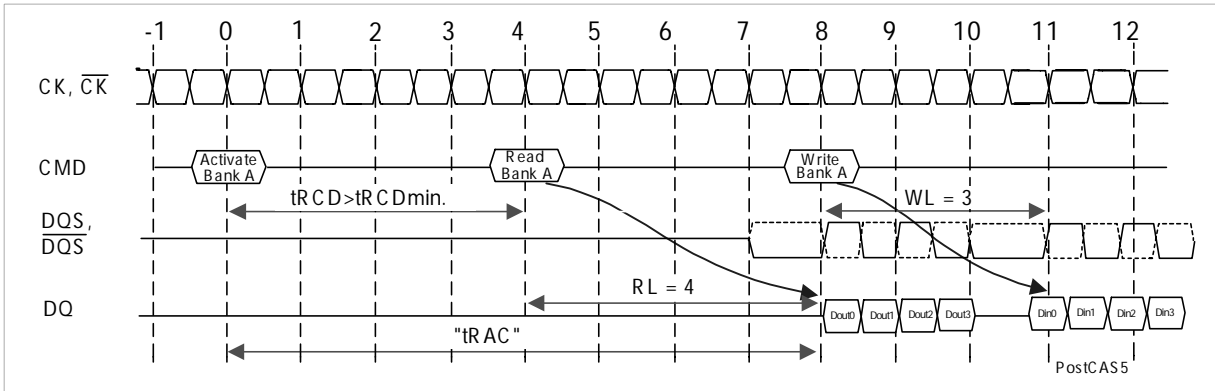 -1 0 1 2 3 4 5 6 7 8 9 10 11 12
CK, CK
CMD
Activate
Bank A
Read
Bank A
Write
Bank A
tRCD>tRCDmin.
WL = 3
DQS,
DQS
RL = 4
DQ
Dout0 Dout1 Dout2 Dout3
Din0 Din1 Din2 Din3
"tRAC"
PostCAS5